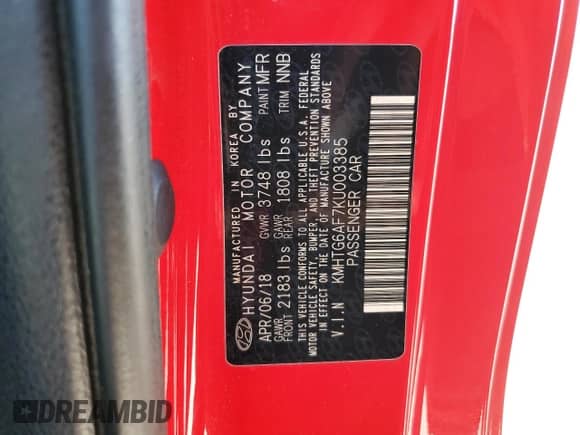 MANUFACTURED IN KOREA BY
HYUNDAI MOTOR COMPANY
APR/06/18 GVWR 3748 lbs PAINT MFR
GAWR FRONT 2183 lbs GAWR REAR 1808 lbs TRIM NNB
THIS VEHICLE CONFORMS TO ALL APPLICABLE U.S.A. FEDERAL
MOTOR VEHICLE SAFETY, BUMPER, AND THEFT PREVENTION STANDARDS
IN EFFECT ON THE DATE OF MANUFACTURE SHOWN ABOVE
V.I.N KMHTG6AF7KU003385
PASSENGER CAR
DREAMBID